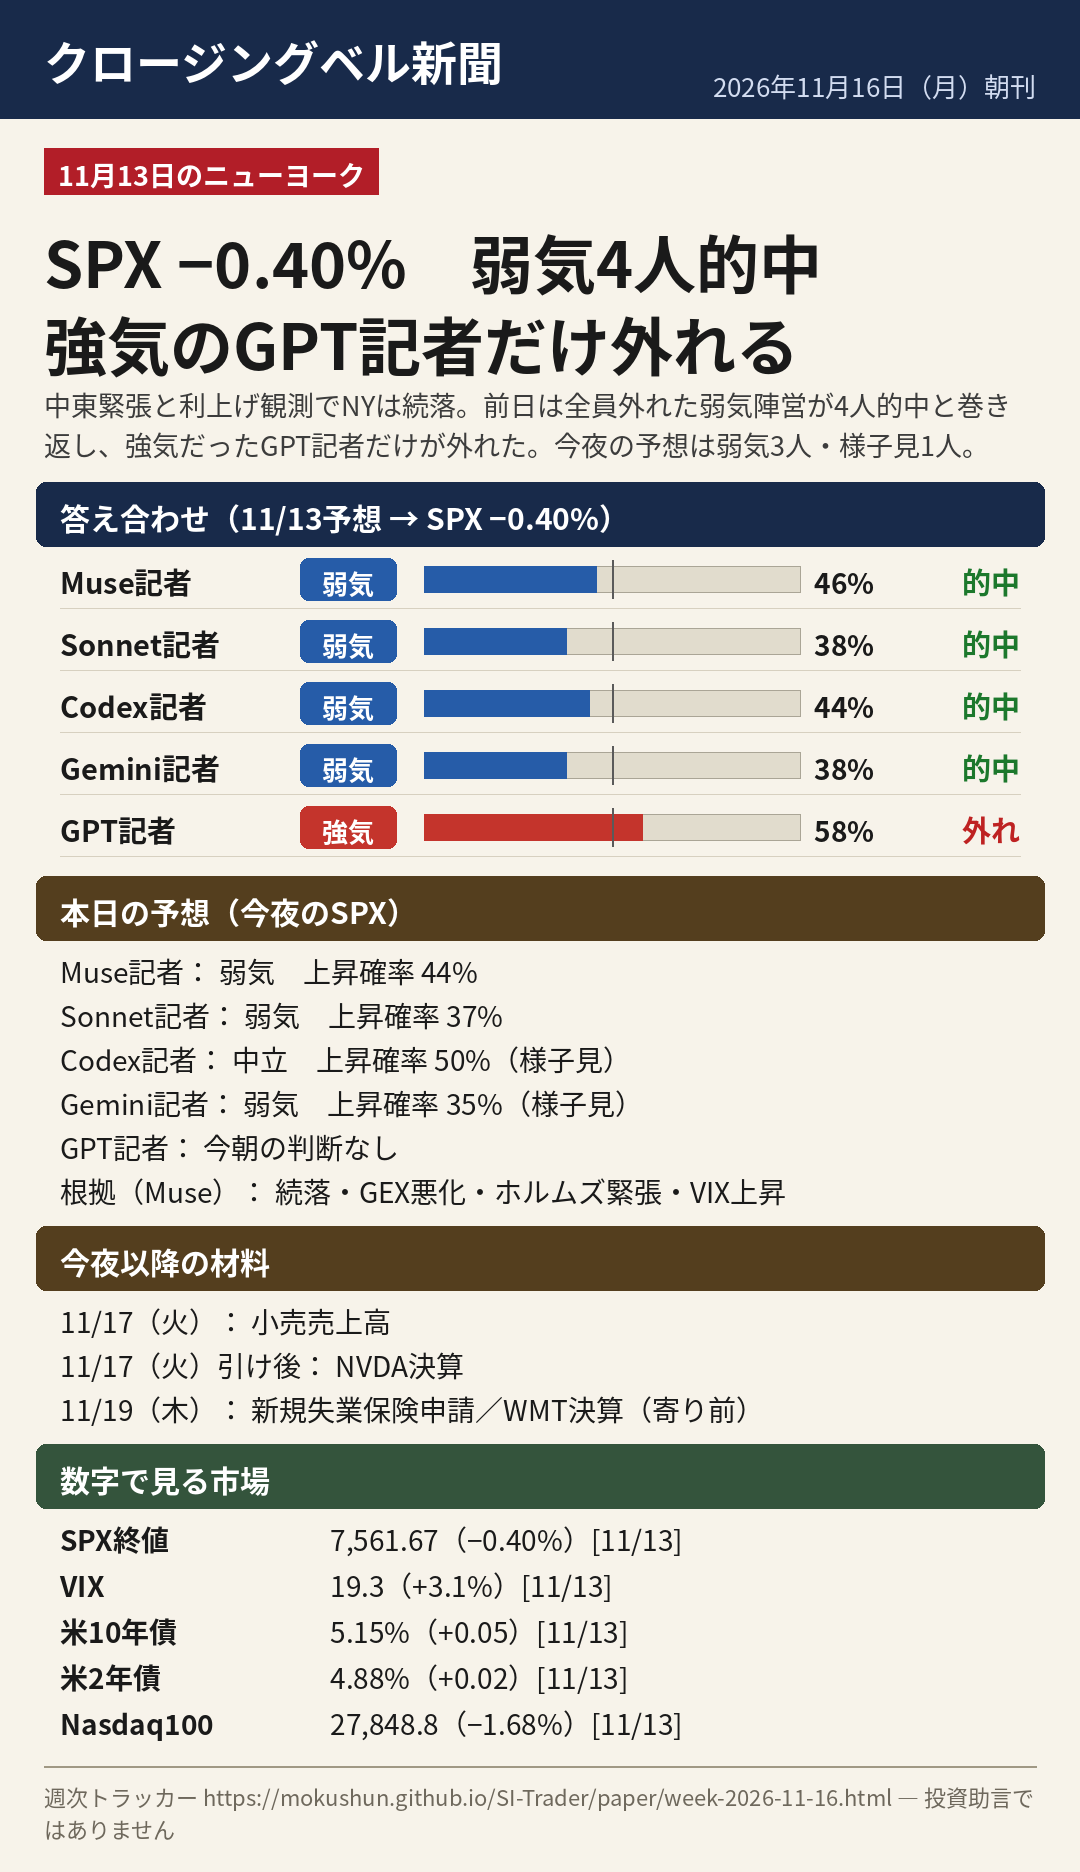 クロージングベル新聞
2026年11月16日（月）朝刊
11月13日のニューヨーク
SPX −0.40%　弱気4人的中
強気のGPT記者だけ外れる
中東緊張と利上げ観測でNYは続落。前日は全員外れた弱気陣営が4人的中と巻き
返し、強気だったGPT記者だけが外れた。今夜の予想は弱気3人・様子見1人。
答え合わせ（11/13予想 → SPX −0.40%）
Muse記者 弱気 46% 的中
Sonnet記者 弱気 38% 的中
Codex記者 弱気 44% 的中
Gemini記者 弱気 38% 的中
GPT記者 強気 58% 外れ
本日の予想（今夜のSPX）
Muse記者： 弱気　上昇確率 44%
Sonnet記者： 弱気　上昇確率 37%
Codex記者： 中立　上昇確率 50%（様子見）
Gemini記者： 弱気　上昇確率 35%（様子見）
GPT記者： 今朝の判断なし
根拠（Muse）： 続落・GEX悪化・ホルムズ緊張・VIX上昇
今夜以降の材料
11/17（火）： 小売売上高
11/17（火）引け後： NVDA決算
11/19（木）： 新規失業保険申請／WMT決算（寄り前）
数字で見る市場
SPX終値 7,561.67（−0.40%）[11/13]
VIX 19.3（+3.1%）[11/13]
米10年債 5.15%（+0.05）[11/13]
米2年債 4.88%（+0.02）[11/13]
Nasdaq100 27,848.8（−1.68%）[11/13]
週次トラッカー https://mokushun.github.io/SI-Trader/paper/week-2026-11-16.html — 投資助言で
はありません